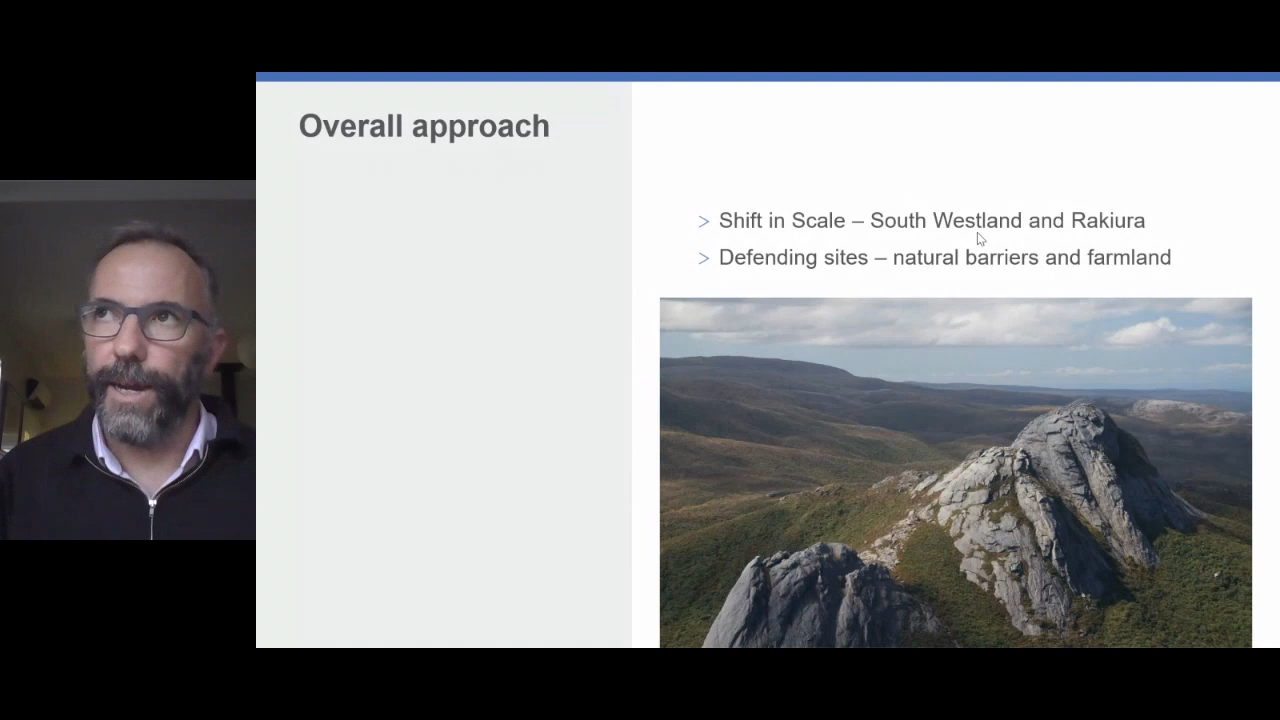 Overall approach
> Shift in Scale – South Westland and Rakiura
> Defending sites – natural barriers and farmland